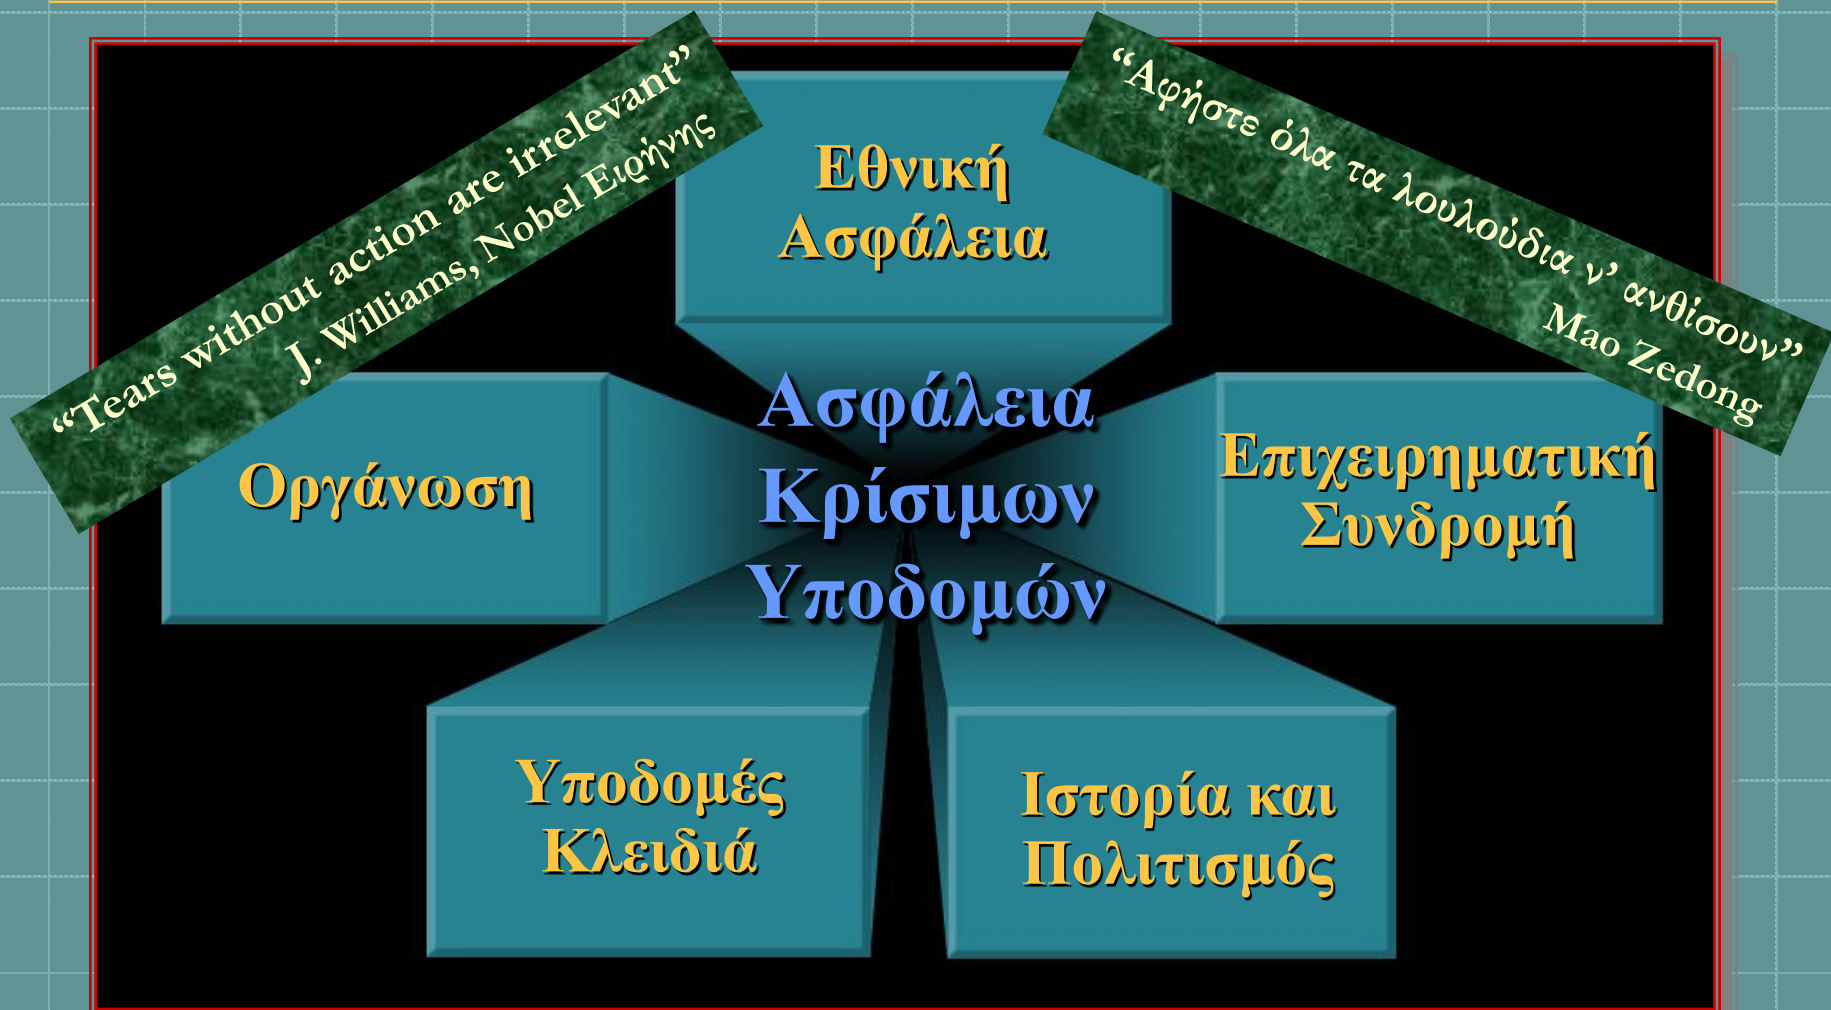 “Tears without action are irrelevant”
J. Williams, Nobel Ειρήνης
“Αφήστε όλα τα λουλούδια ν’ ανθίσουν”
Mao Zedong
Εθνική
Ασφάλεια
Ασφάλεια
Κρίσιμων
Υποδομών
Οργάνωση
Επιχειρηματική
Συνδρομή
Υποδομές
Κλειδιά
Ιστορία και
Πολιτισμός